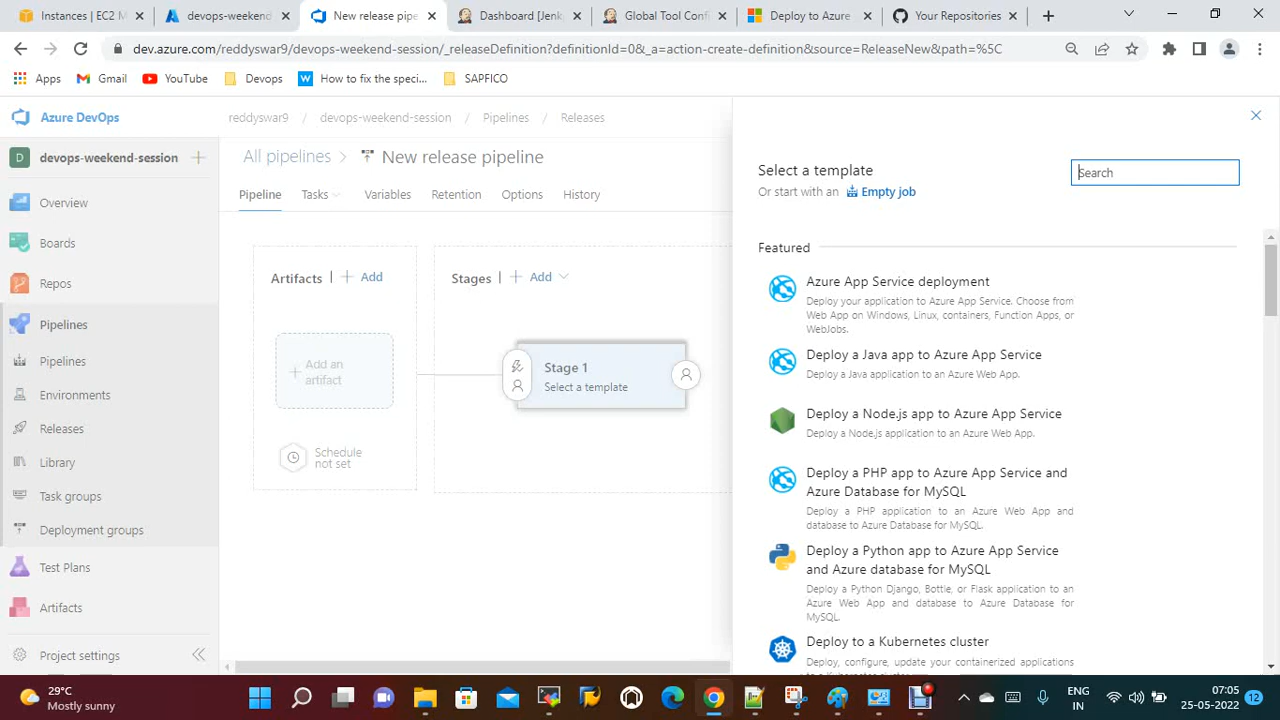 Instances | EC2 M
devops-weekend
New release pipe
Dashboard [Jenk
Global Tool Conf
Deploy to Azure
Your Repositories
dev.azure.com/reddyswar9/devops-weekend-session/_releaseDefinition?definitionId=0&_a=action-create-definition&source=ReleaseNew&path=%5C
Apps
Gmail
YouTube
Devops
How to fix the speci...
SAPFICO
Azure DevOps
reddyswar9
devops-weekend-session
Pipelines
Releases
D
devops-weekend-session
All pipelines
New release pipeline
Pipeline
Tasks
Variables
Retention
Options
History
Overview
Boards
Repos
Pipelines
Pipelines
Environments
Releases
Library
Task groups
Deployment groups
Test Plans
Artifacts
Project settings
Artifacts | + Add
Add an
artifact
Schedule
not set
Stages | + Add
Stage 1
Select a template
Select a template
Or start with an Empty job
Search
Featured
Azure App Service deployment
Deploy your application to Azure App Service. Choose from
Web App on Windows, Linux, containers, Function Apps, or
WebJobs.
Deploy a Java app to Azure App Service
Deploy a Java application to an Azure Web App.
Deploy a Node.js app to Azure App Service
Deploy a Node.js application to an Azure Web App.
Deploy a PHP app to Azure App Service and
Azure Database for MySQL
Deploy a PHP application to an Azure Web App and
database to Azure Database for MySQL.
Deploy a Python app to Azure App Service
and Azure database for MySQL
Deploy a Python Django, Bottle, or Flask application to an
Azure Web App and database to Azure Database for
MySQL.
Deploy to a Kubernetes cluster
Deploy, configure, update your containerized applications
29°C
Mostly sunny
ENG
IN
07:05
25-05-2022
12